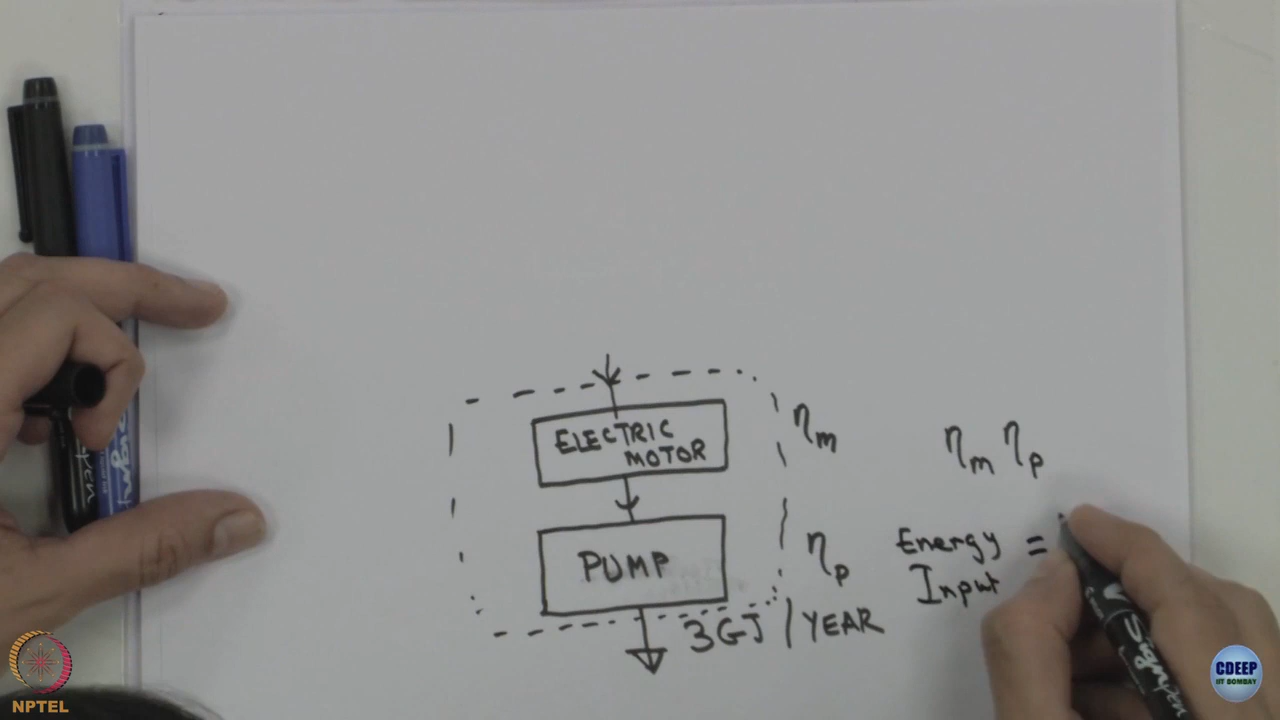 ELECTRIC
MOTOR
ηm
ηm ηp
PUMP
ηp
Energy =
Input
3GJ / YEAR
NPTEL
CDEEP
IIT BOMBAY